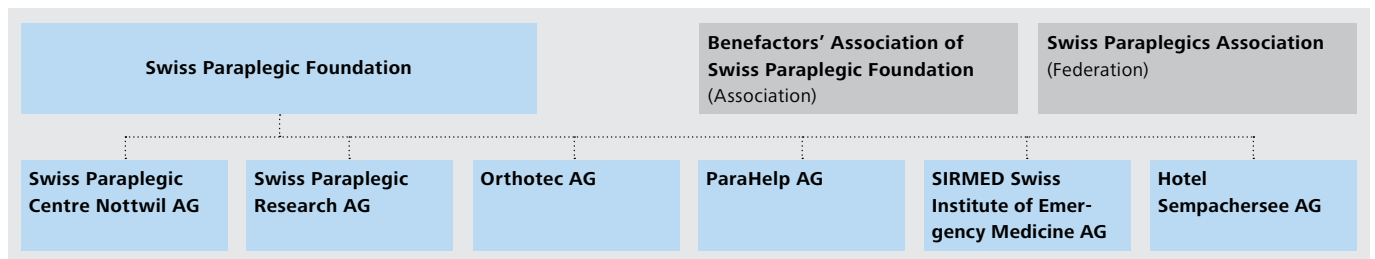 Swiss Paraplegic Foundation
Benefactors' Association of
Swiss Paraplegic Foundation
(Association)
Swiss Paraplegics Association
(Federation)
Swiss Paraplegic
Centre Nottwil AG
Swiss Paraplegic
Research AG
Orthotec AG
ParaHelp AG
SIRMED Swiss
Institute of Emer-
gency Medicine AG
Hotel
Sempachersee AG